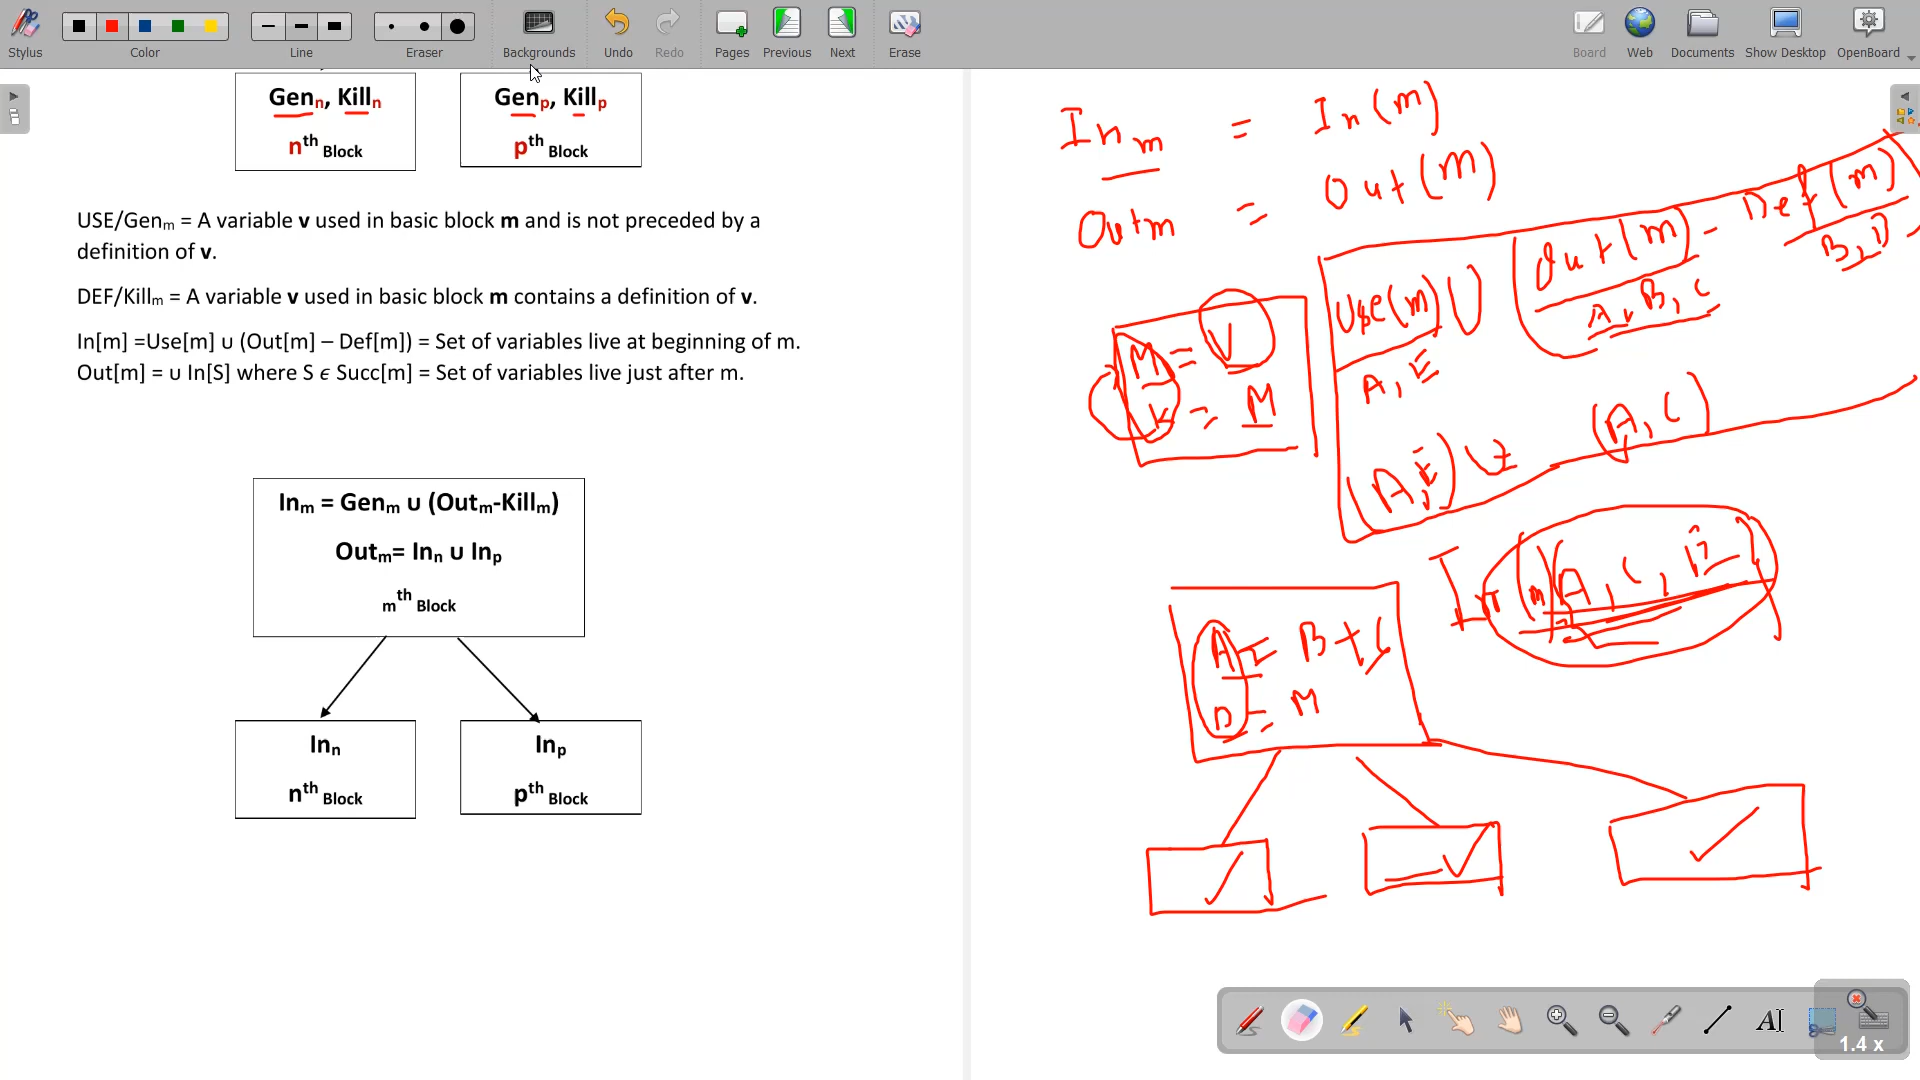 Stylus
Color
Line
Eraser
Backgrounds
Undo
Redo
Pages
Previous
Next
Erase
Board
Web
Documents
Show Desktop
OpenBoard
Genn, Killn
nth Block
Genp, Killp
pth Block
USE/Genm = A variable v used in basic block m and is not preceded by a
definition of v.
DEF/Killm = A variable v used in basic block m contains a definition of v.
In[m] =Use[m] ∪ (Out[m] – Def[m]) = Set of variables live at beginning of m.
Out[m] = ∪ In[S] where S ϵ Succ[m] = Set of variables live just after m.
Inm = Genm ∪ (Outm-Killm)
Outm= Inn ∪ Inp
mth Block
Inn
nth Block
Inp
pth Block
Inm = In(m)
Outm = Out(m)
Use(m) ∪ Out(m) - Def(m)
A, E
A, B, C
B, D
M = V
K = M
(A, E) ∪ (A, C)
In (m) (A, C, E)
A = B + C
D = M
1.4 x